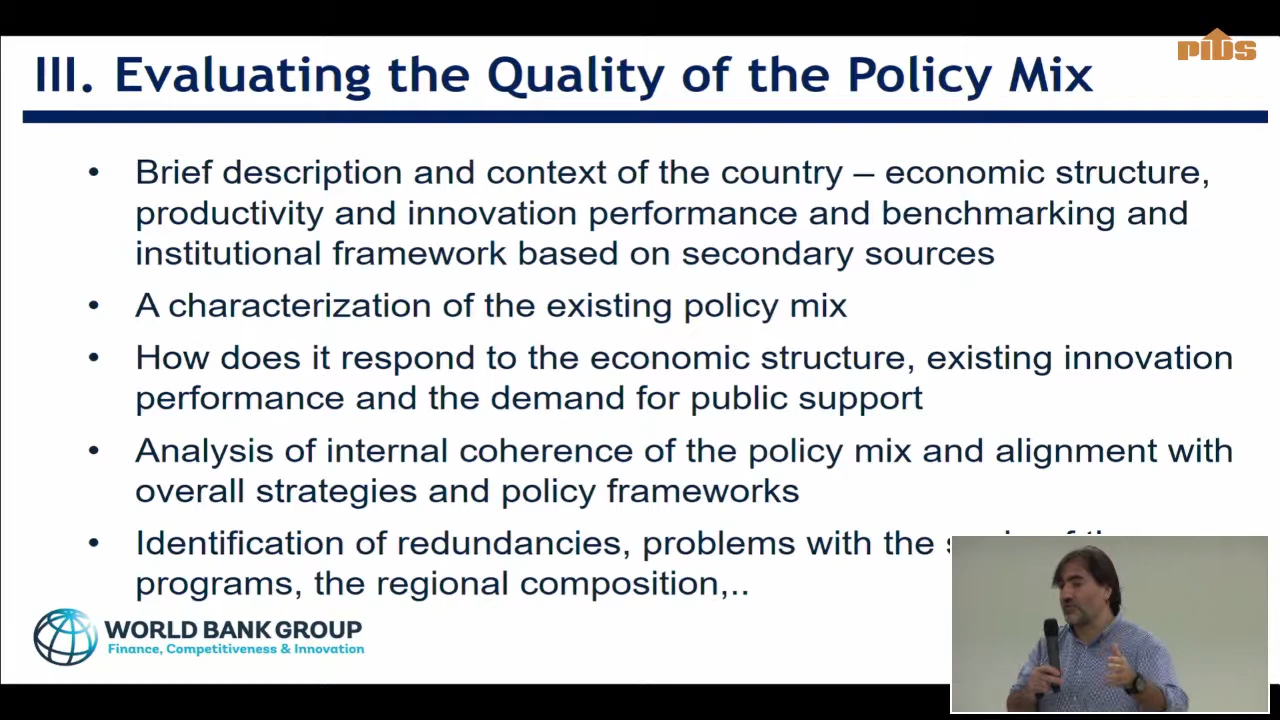 PIDS
III. Evaluating the Quality of the Policy Mix
• Brief description and context of the country – economic structure,
productivity and innovation performance and benchmarking and
institutional framework based on secondary sources
• A characterization of the existing policy mix
• How does it respond to the economic structure, existing innovation
performance and the demand for public support
• Analysis of internal coherence of the policy mix and alignment with
overall strategies and policy frameworks
• Identification of redundancies, problems with the
programs, the regional composition,..
WORLD BANK GROUP
Finance, Competitiveness & Innovation